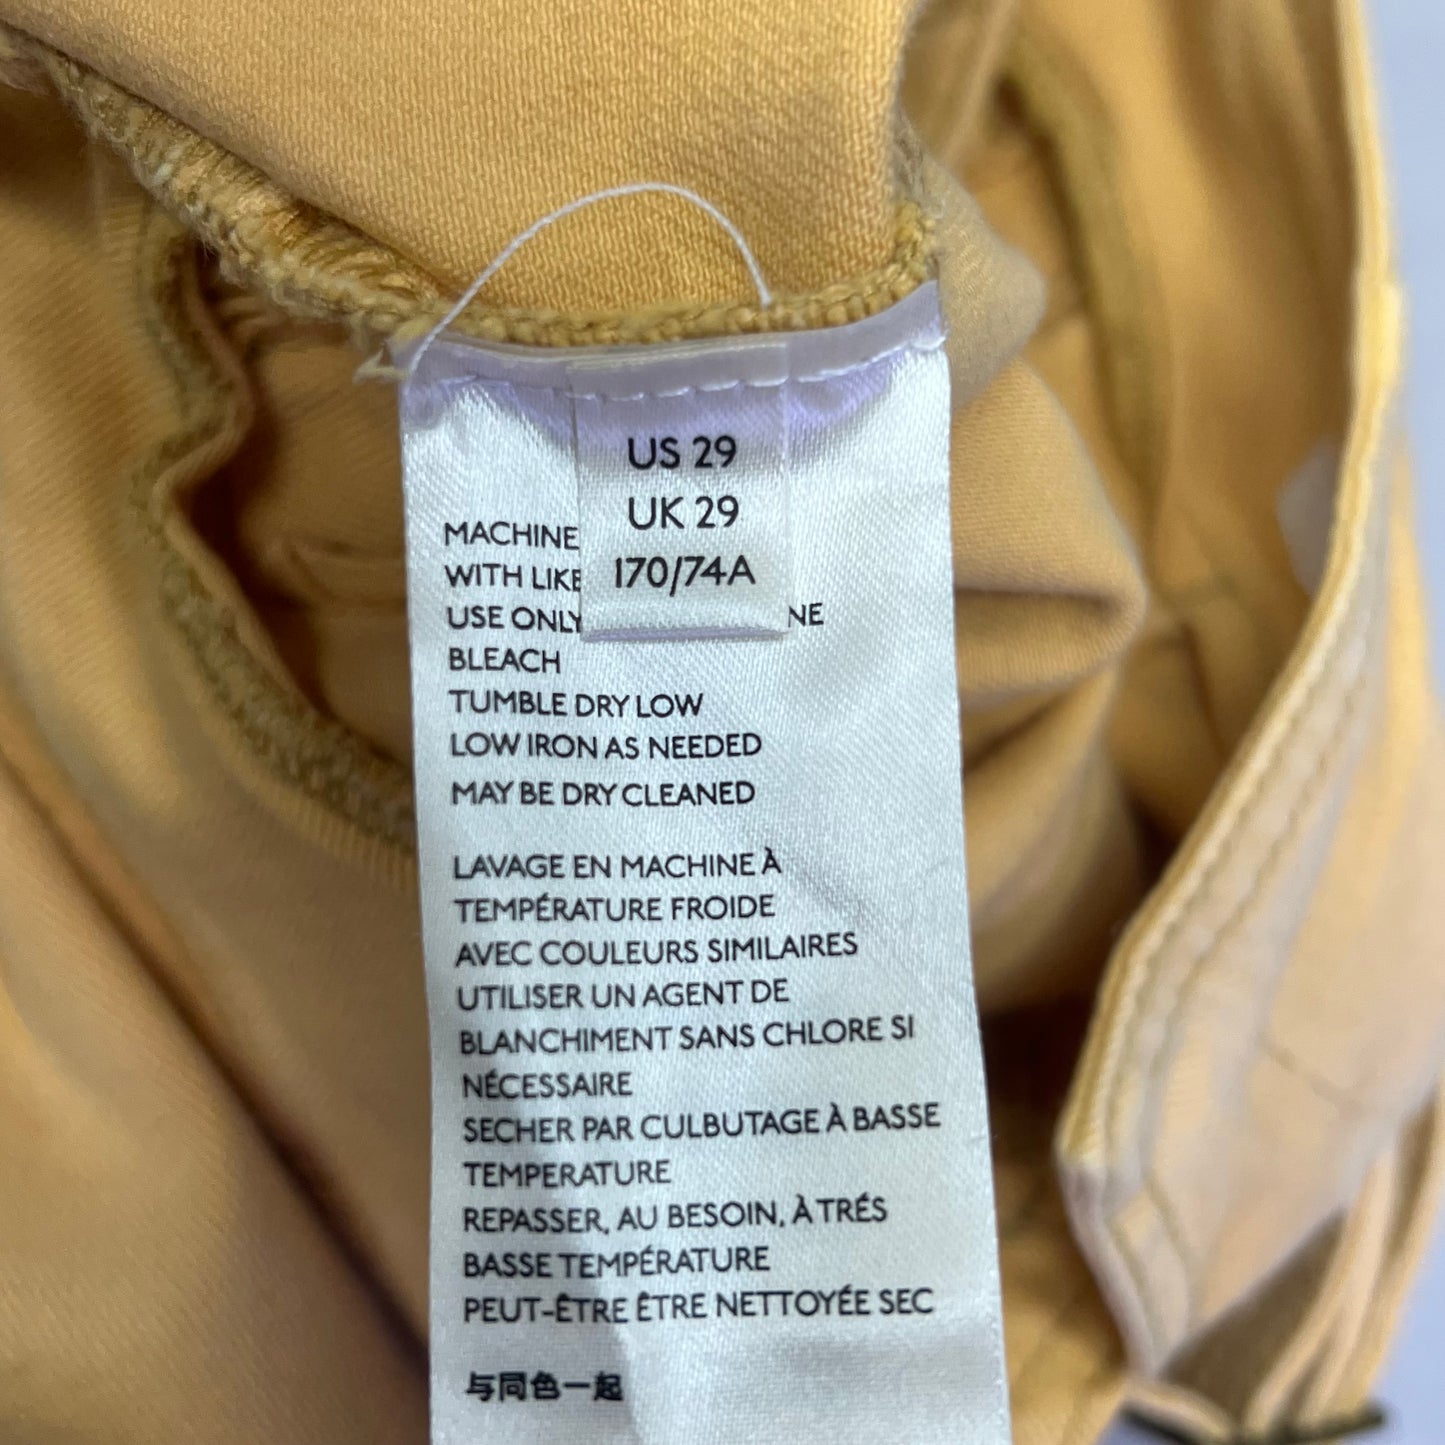 US 29
UK 29
170/74A
MACHINE
WITH LIKE
USE ONLY
BLEACH
TUMBLE DRY LOW
LOW IRON AS NEEDED
MAY BE DRY CLEANED
LAVAGE EN MACHINE À
TEMPÉRATURE FROIDE
AVEC COULEURS SIMILAIRES
UTILISER UN AGENT DE
BLANCHIMENT SANS CHLORE SI
NÉCESSAIRE
SECHER PAR CULBUTAGE À BASSE
TEMPERATURE
REPASSER, AU BESOIN, À TRÉS
BASSE TEMPÉRATURE
PEUT-ÊTRE ÊTRE NETTOYÉE SEC
与同色一起